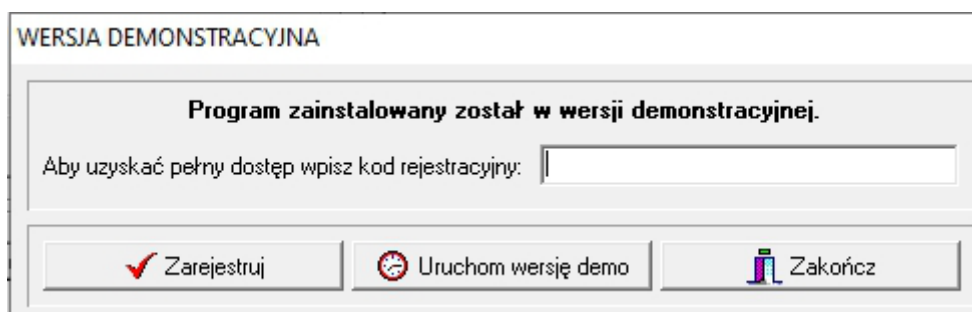 WERSJA DEMONSTRACYJNA
Program zainstalowany został w wersji demonstracyjnej.
Aby uzyskać pełny dostęp wpisz kod rejestracyjny:
Zarejestruj
Uruchom wersję demo
Zakończ